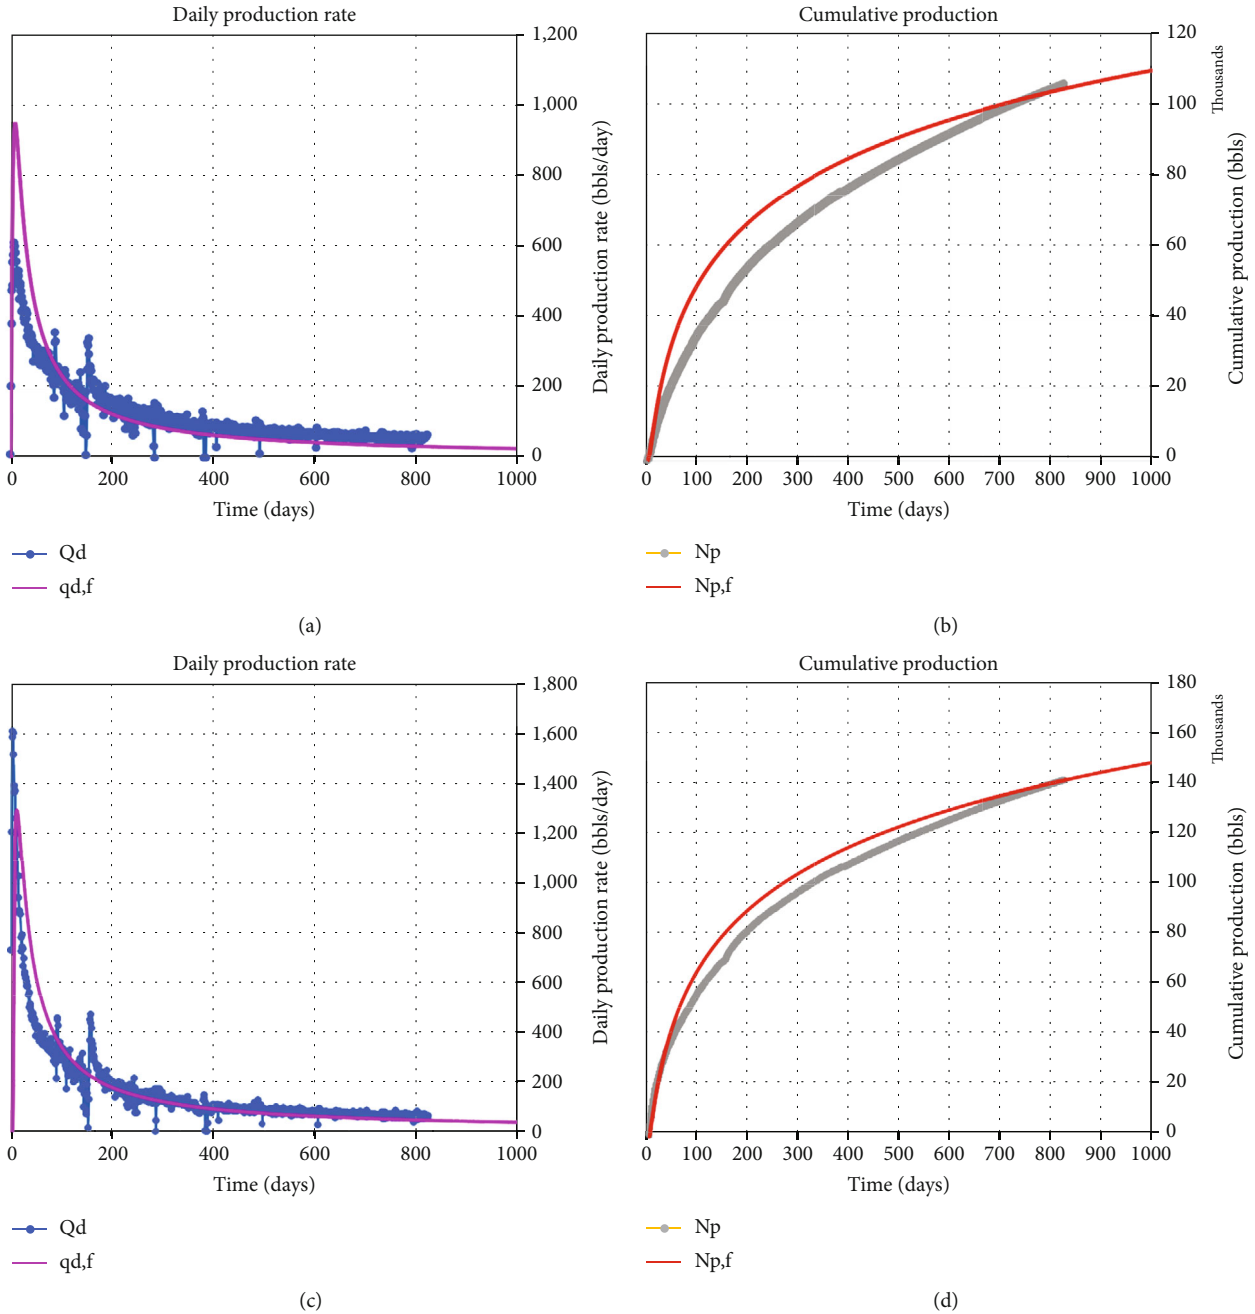 Daily production rate
1,200
1,000
800
600
400
200
0
Daily production rate (bbls/day)
0 200 400 600 800 1000
Time (days)
Qd
qd,f
(a)
Cumulative production
120
100
80
60
40
20
0
Thousands
Cumulative production (bbls)
0 100 200 300 400 500 600 700 800 900 1000
Time (days)
Np
Np,f
(b)
Daily production rate
1,800
1,600
1,400
1,200
1,000
800
600
400
200
0
Daily production rate (bbls/day)
0 200 400 600 800 1000
Time (days)
Qd
qd,f
(c)
Cumulative production
180
160
140
120
100
80
60
40
20
0
Thousands
Cumulative production (bbls)
0 100 200 300 400 500 600 700 800 900 1000
Time (days)
Np
Np,f
(d)